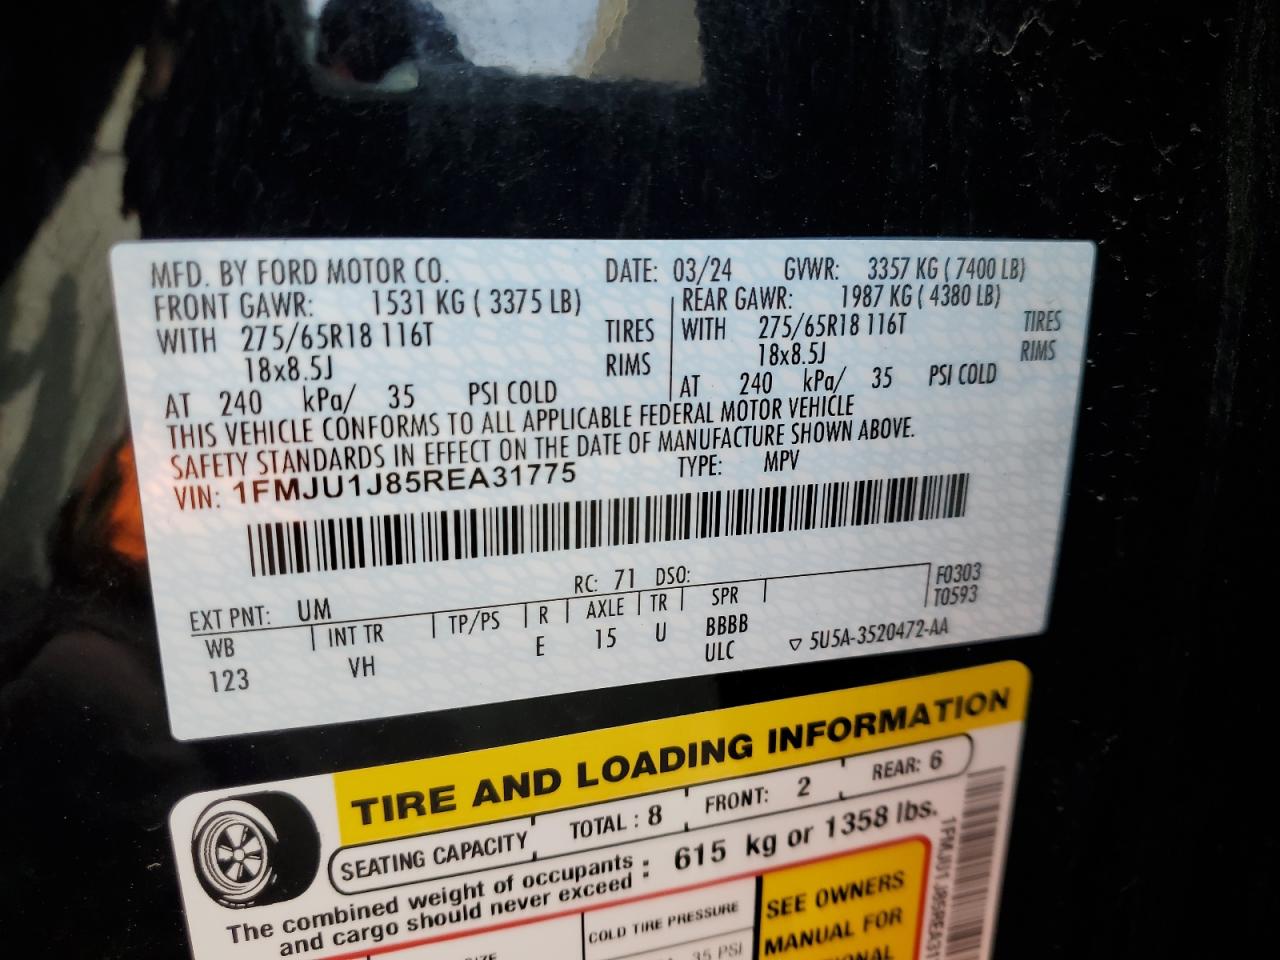 MFD. BY FORD MOTOR CO. DATE: 03/24 GVWR: 3357 KG ( 7400 LB)
FRONT GAWR: 1531 KG ( 3375 LB) REAR GAWR: 1987 KG ( 4380 LB)
WITH 275/65R18 116T TIRES WITH 275/65R18 116T TIRES
18x8.5J RIMS 18x8.5J RIMS
AT 240 kPa/ 35 PSI COLD AT 240 kPa/ 35 PSI COLD
THIS VEHICLE CONFORMS TO ALL APPLICABLE FEDERAL MOTOR VEHICLE
SAFETY STANDARDS IN EFFECT ON THE DATE OF MANUFACTURE SHOWN ABOVE.
VIN: 1FMJU1J85REA31775 TYPE: MPV
EXT PNT: UM RC: 71 DSO: F0303
WB INT TR TP/PS R AXLE TR SPR T0593
123 VH E 15 U BBBB
ULC ▽ 5U5A-3520472-AA
TIRE AND LOADING INFORMATION
SEATING CAPACITY TOTAL : 8 FRONT: 2 REAR: 6
The combined weight of occupants : 615 kg or 1358 lbs.
and cargo should never exceed :
COLD TIRE PRESSURE
35 PSI
SEE OWNERS
MANUAL FOR
1FMJU1J85REA31